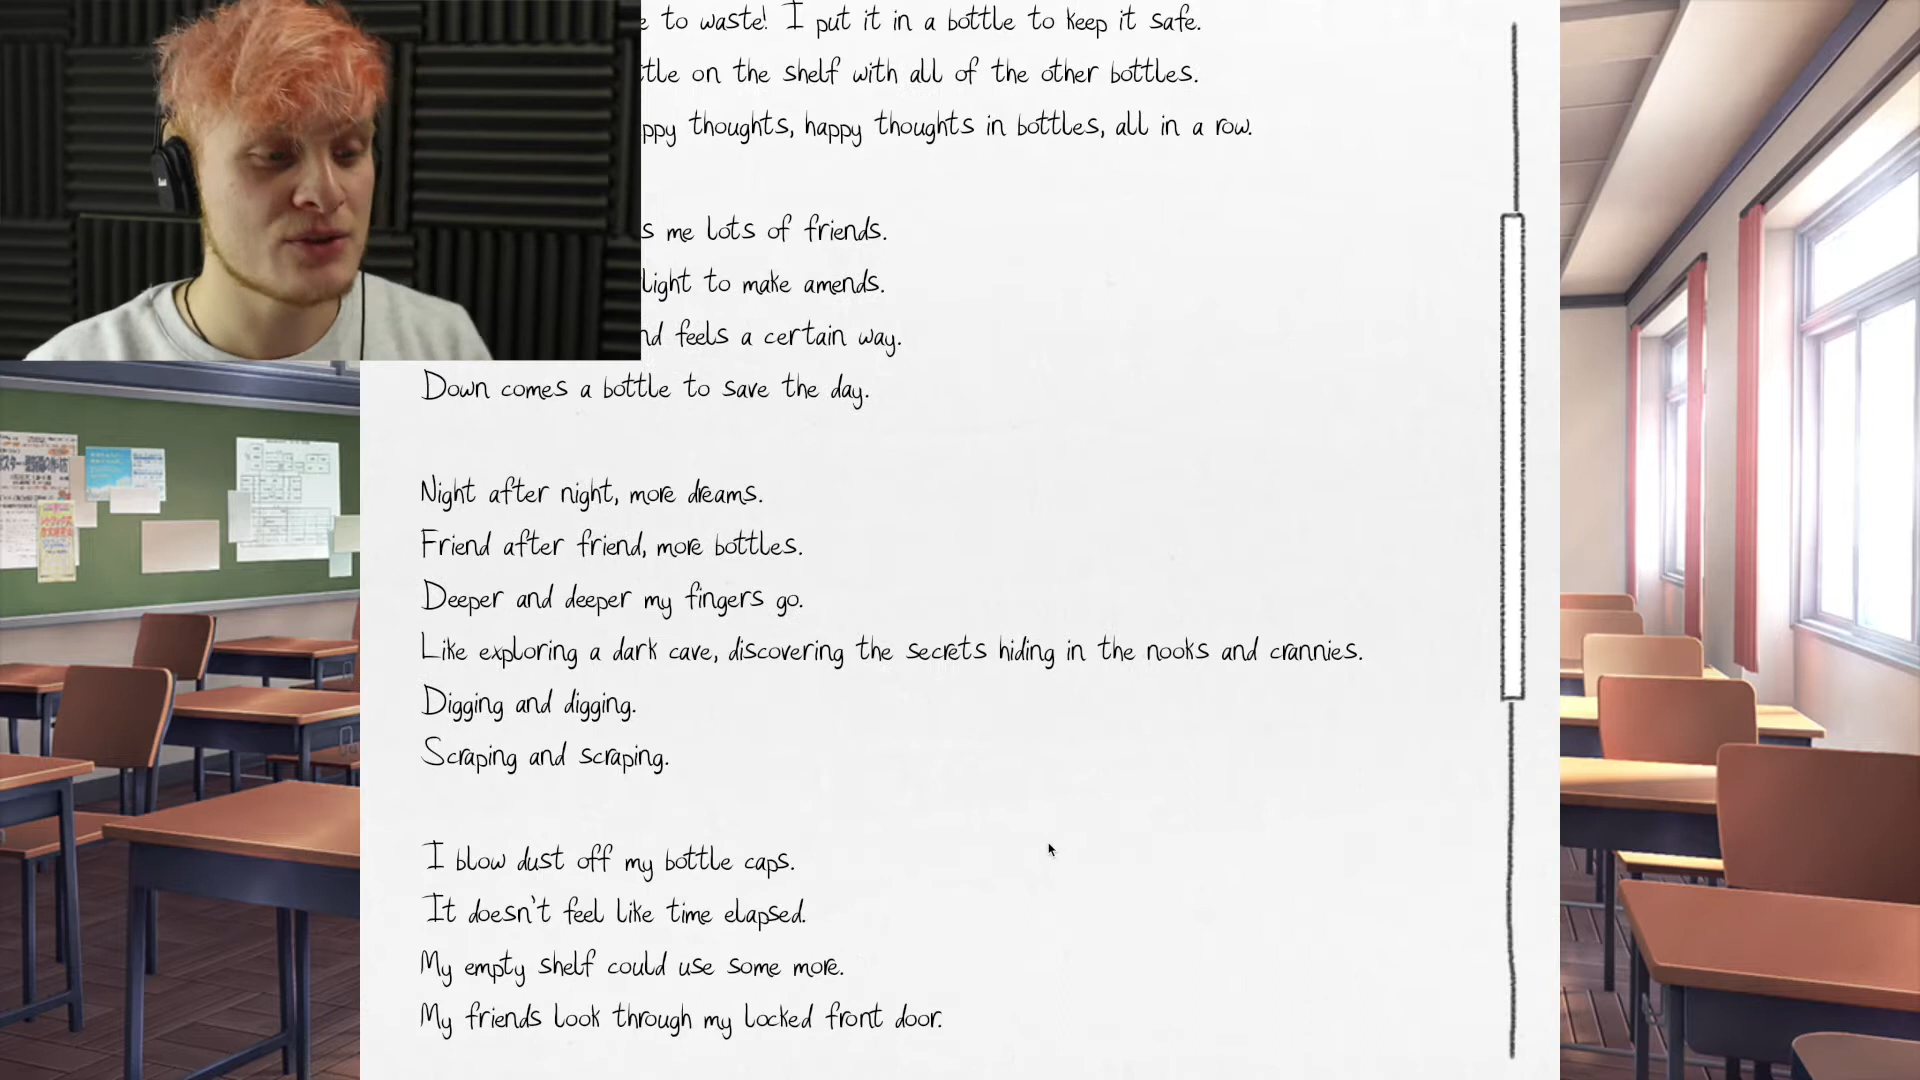 to waste! I put it in a bottle to keep it safe.
on the shelf with all of the other bottles.
thoughts, happy thoughts in bottles, all in a row.
me lots of friends.
to make amends.
feels a certain way.
Down comes a bottle to save the day.
Night after night, more dreams.
Friend after friend, more bottles.
Deeper and deeper my fingers go.
Like exploring a dark cave, discovering the secrets hiding in the nooks and crannies.
Digging and digging.
Scraping and scraping.
I blow dust off my bottle caps.
It doesn't feel like time elapsed.
My empty shelf could use some more.
My friends look through my locked front door.